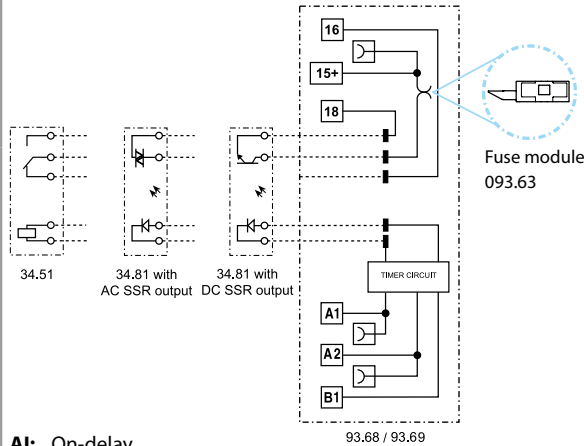 16
15+
18
Fuse module
093.63
34.51
34.81 with
AC SSR output
34.81 with
DC SSR output
TIMER CIRCUIT
A1
A2
B1
93.68 / 93.69
AI: On-delay